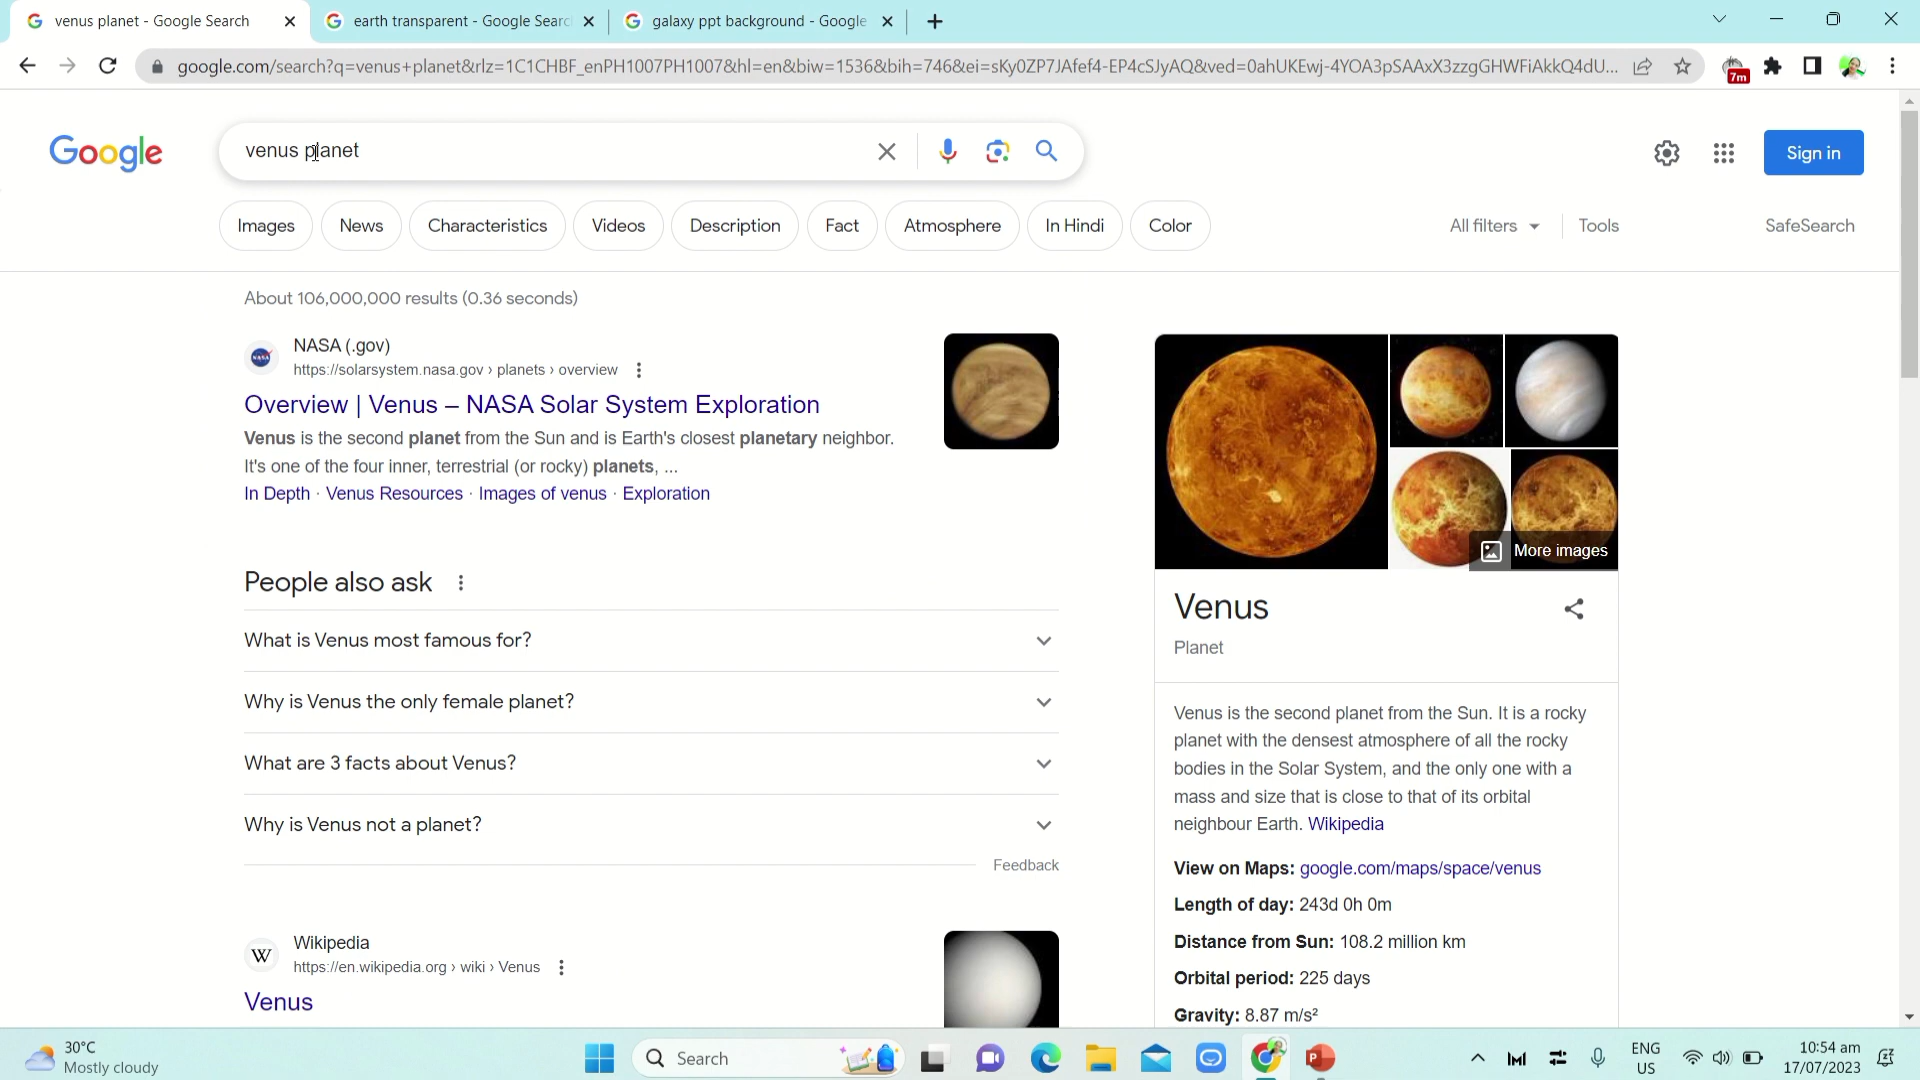 venus planet - Google Search
earth transparent - Google Searc
galaxy ppt background - Google
google.com/search?q=venus+planet&rlz=1C1CHBF_enPH1007PH1007&hl=en&biw=1536&bih=746&ei=sKy0ZP7JAfef4-EP4cSJyAQ&ved=0ahUKEwj-4YOA3pSAAxX3zzgGHWFiAkkQ4dU...
7m
Google
venus planet
Sign in
Images
News
Characteristics
Videos
Description
Fact
Atmosphere
In Hindi
Color
All filters
Tools
SafeSearch
About 106,000,000 results (0.36 seconds)
NASA (.gov)
https://solarsystem.nasa.gov › planets › overview
Overview | Venus – NASA Solar System Exploration
Venus is the second planet from the Sun and is Earth's closest planetary neighbor.
It's one of the four inner, terrestrial (or rocky) planets, ...
In Depth · Venus Resources · Images of venus · Exploration
People also ask
What is Venus most famous for?
Why is Venus the only female planet?
What are 3 facts about Venus?
Why is Venus not a planet?
Feedback
W
Wikipedia
https://en.wikipedia.org › wiki › Venus
Venus
More images
Venus
Planet
Venus is the second planet from the Sun. It is a rocky
planet with the densest atmosphere of all the rocky
bodies in the Solar System, and the only one with a
mass and size that is close to that of its orbital
neighbour Earth. Wikipedia
View on Maps: google.com/maps/space/venus
Length of day: 243d 0h 0m
Distance from Sun: 108.2 million km
Orbital period: 225 days
Gravity: 8.87 m/s²
30°C
Mostly cloudy
Search
ENG
US
10:54 am
17/07/2023